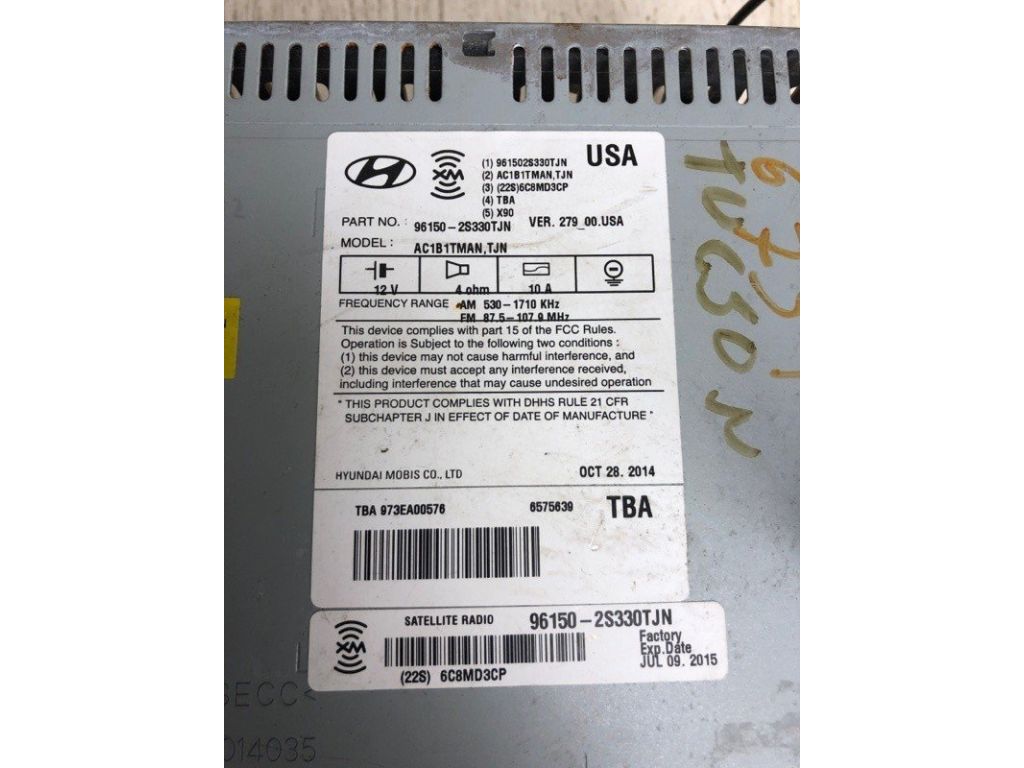 XM
(1) 961502S330TJN
(2) AC1B1TMAN,TJN
(3) (22S)6C8MD3CP
(4) TBA
(5) X90
USA
PART NO. : 96150-2S330TJN VER. 279_00.USA
MODEL : AC1B1TMAN,TJN
12 V 4 ohm 10 A
FREQUENCY RANGE AM 530-1710 KHz
FM 87.5-107.9 MHz
This device complies with part 15 of the FCC Rules.
Operation is Subject to the following two conditions :
(1) this device may not cause harmful interference, and
(2) this device must accept any interference received,
including interference that may cause undesired operation
" THIS PRODUCT COMPLIES WITH DHHS RULE 21 CFR
SUBCHAPTER J IN EFFECT OF DATE OF MANUFACTURE "
HYUNDAI MOBIS CO., LTD OCT 28. 2014
TBA 973EA00576 6575639 TBA
XM
SATELLITE RADIO 96150-2S330TJN
(22S) 6C8MD3CP
Factory
Exp.Date
JUL 09. 2015
TUCSON
SECC<
014035